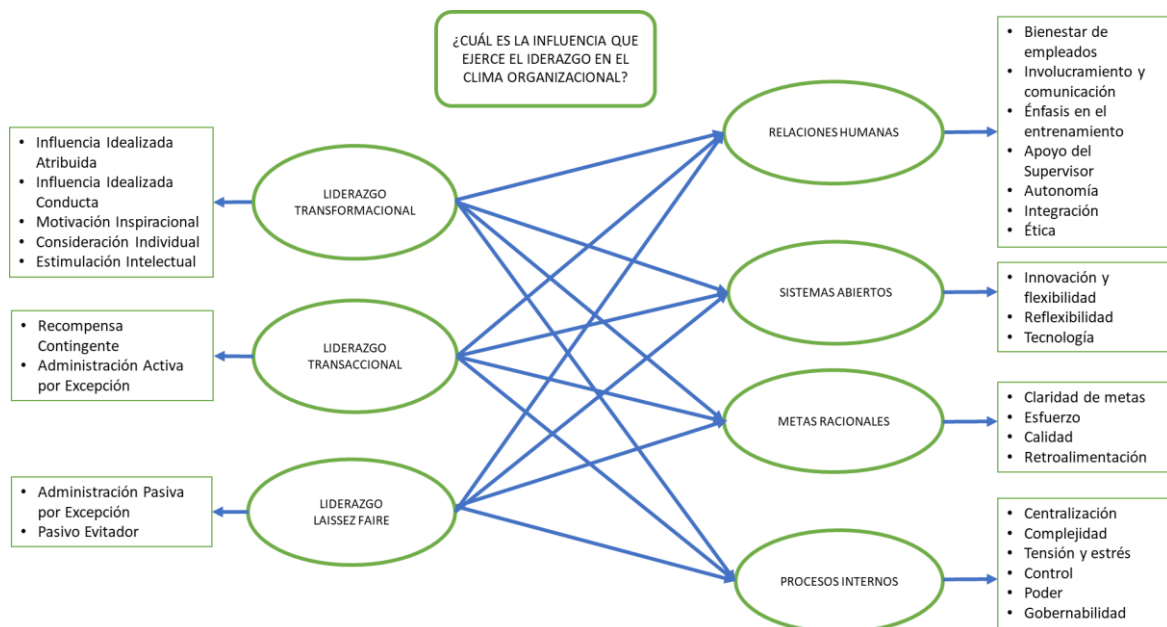 ¿CUÁL ES LA INFLUENCIA QUE
EJERCE EL IDERAZGO EN EL
CLIMA ORGANIZACIONAL?
• Influencia Idealizada
Atribuida
• Influencia Idealizada
Conducta
• Motivación Inspiracional
• Consideración Individual
• Estimulación Intelectual
LIDERAZGO
TRANSFORMACIONAL
• Recompensa
Contingente
• Administración Activa
por Excepción
LIDERAZGO
TRANSACCIONAL
• Administración Pasiva
por Excepción
• Pasivo Evitador
LIDERAZGO
LAISSEZ FAIRE
RELACIONES HUMANAS
• Bienestar de
empleados
• Involucramiento y
comunicación
• Énfasis en el
entrenamiento
• Apoyo del
Supervisor
• Autonomía
• Integración
• Ética
SISTEMAS ABIERTOS
• Innovación y
flexibilidad
• Reflexibilidad
• Tecnología
METAS RACIONALES
• Claridad de metas
• Esfuerzo
• Calidad
• Retroalimentación
PROCESOS INTERNOS
• Centralización
• Complejidad
• Tensión y estrés
• Control
• Poder
• Gobernabilidad